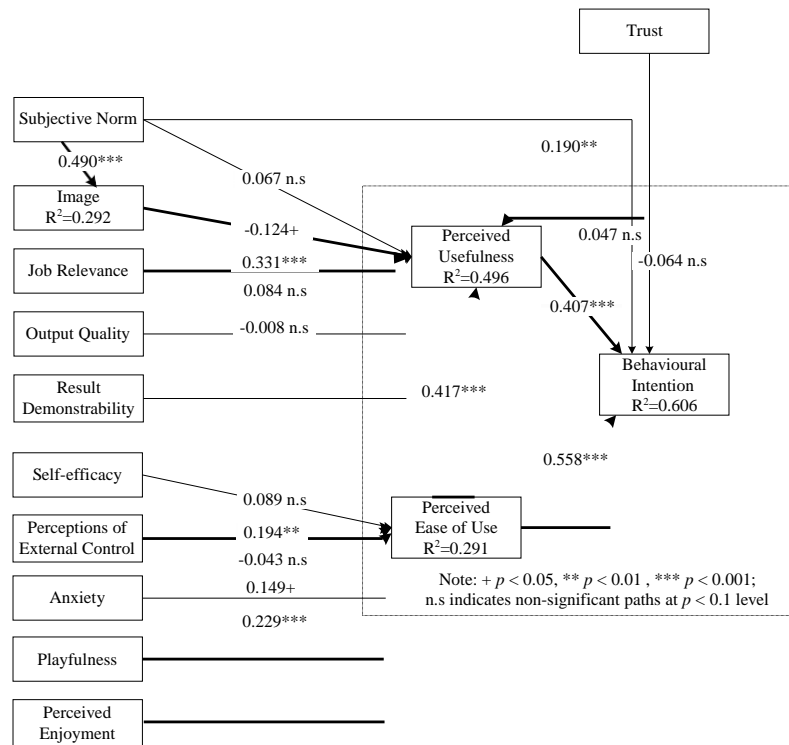 Trust
Subjective Norm
0.190**
0.490***
0.067 n.s
Image
R²=0.292
-0.124+
Perceived
Usefulness
R²=0.496
0.047 n.s
-0.064 n.s
Job Relevance
0.331***
0.084 n.s
0.407***
Output Quality
-0.008 n.s
Behavioural
Intention
R²=0.606
Result
Demonstrability
0.417***
0.558***
Self-efficacy
0.089 n.s
Perceived
Ease of Use
R²=0.291
Perceptions of
External Control
0.194**
-0.043 n.s
Note: + p < 0.05, ** p < 0.01 , *** p < 0.001;
n.s indicates non-significant paths at p < 0.1 level
Anxiety
0.149+
0.229***
Playfulness
Perceived
Enjoyment